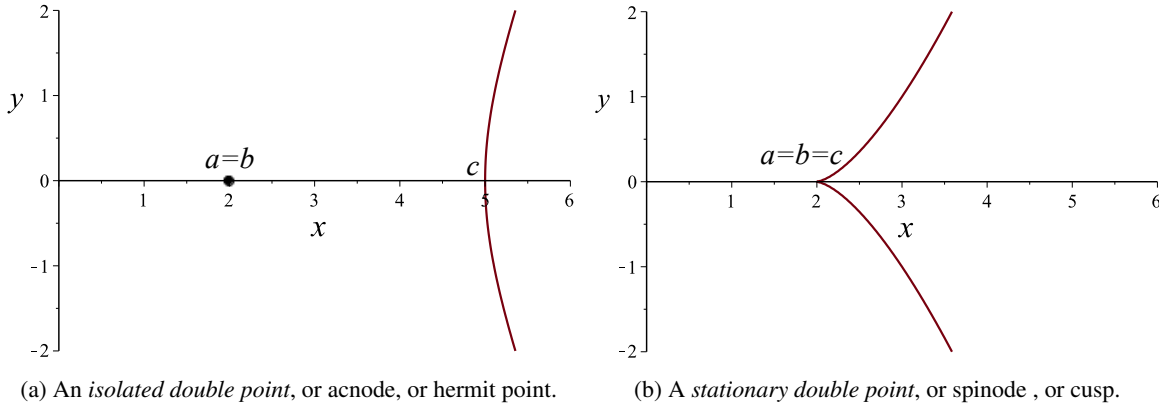 2
1
y
a=b
c
0
1
2
3
4
5
6
x
−1
−2
(a) An isolated double point, or acnode, or hermit point.
2
1
y
a=b=c
0
1
2
3
4
5
6
x
−1
−2
(b) A stationary double point, or spinode , or cusp.